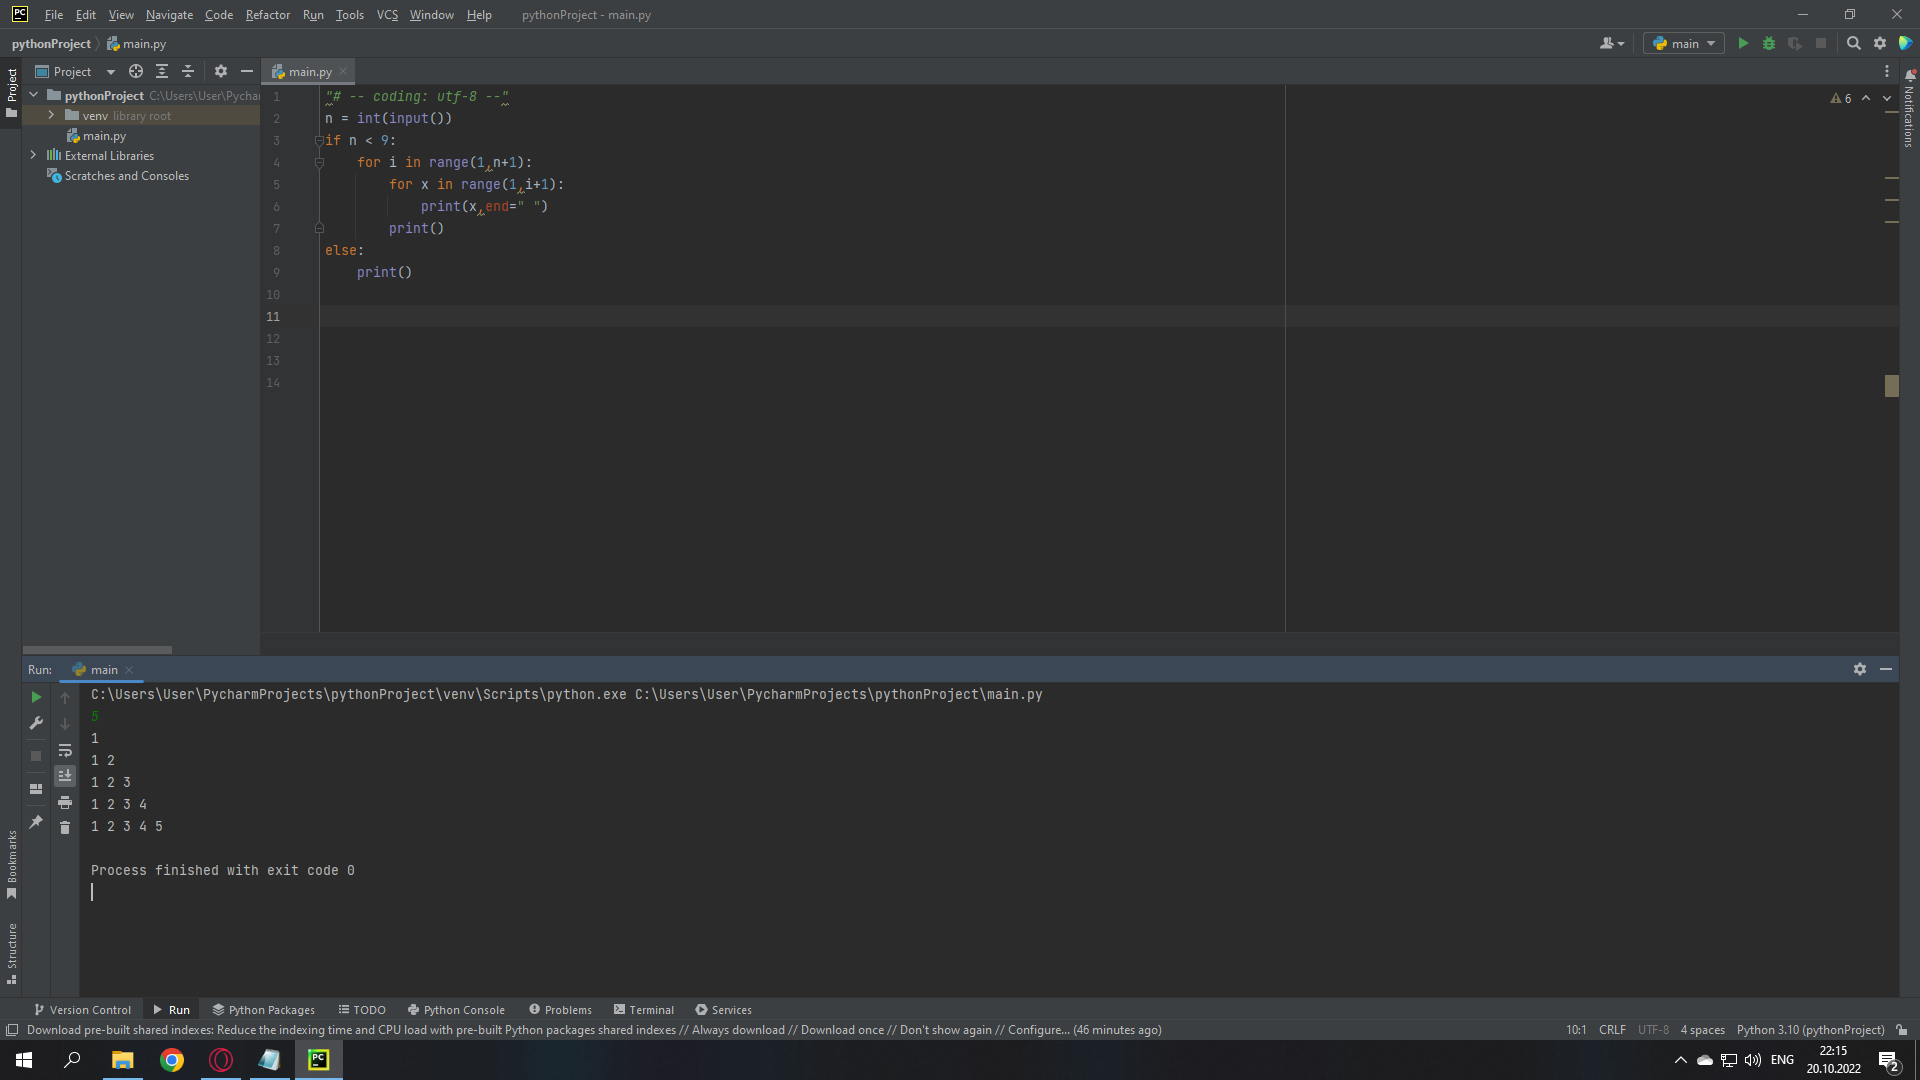 PC File Edit View Navigate Code Refactor Run Tools VCS Window Help pythonProject - main.py
pythonProject main.py main
Project main.py
pythonProject C:\Users\User\Pychar
venv library root
main.py
External Libraries
Scratches and Consoles
Project
Notifications
6
1 "# -- coding: utf-8 --"
2 n = int(input())
3 if n < 9:
4 for i in range(1,n+1):
5 for x in range(1,i+1):
6 print(x,end=" ")
7 print()
8 else:
9 print()
10
11
12
13
14
Run: main
C:\Users\User\PycharmProjects\pythonProject\venv\Scripts\python.exe C:\Users\User\PycharmProjects\pythonProject\main.py
5
1
1 2
1 2 3
1 2 3 4
1 2 3 4 5
Process finished with exit code 0
Bookmarks
Structure
Version Control Run Python Packages TODO Python Console Problems Terminal Services
Download pre-built shared indexes: Reduce the indexing time and CPU load with pre-built Python packages shared indexes // Always download // Download once // Don't show again // Configure... (46 minutes ago) 10:1 CRLF UTF-8 4 spaces Python 3.10 (pythonProject)
PC ENG 22:15
20.10.2022 2